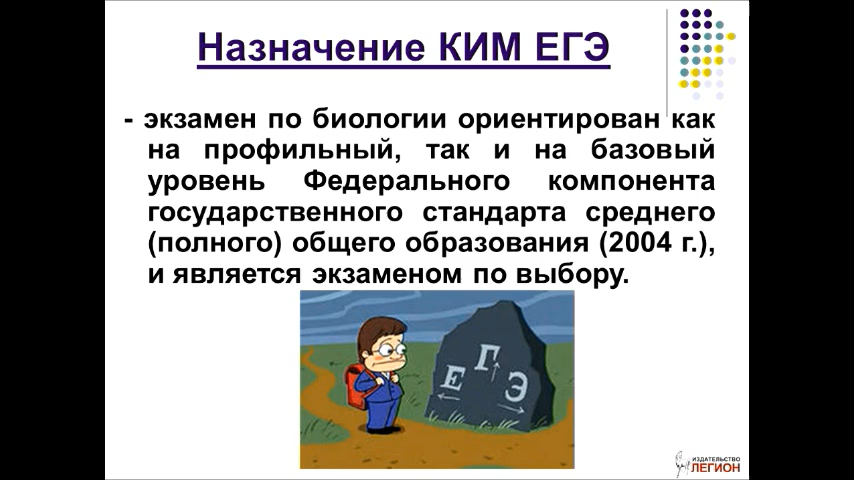 Назначение КИМ ЕГЭ
- экзамен по биологии ориентирован как
на профильный, так и на базовый
уровень Федерального компонента
государственного стандарта среднего
(полного) общего образования (2004 г.),
и является экзаменом по выбору.
Е Г Э
ИЗДАТЕЛЬСТВО
ЛЕГИОН